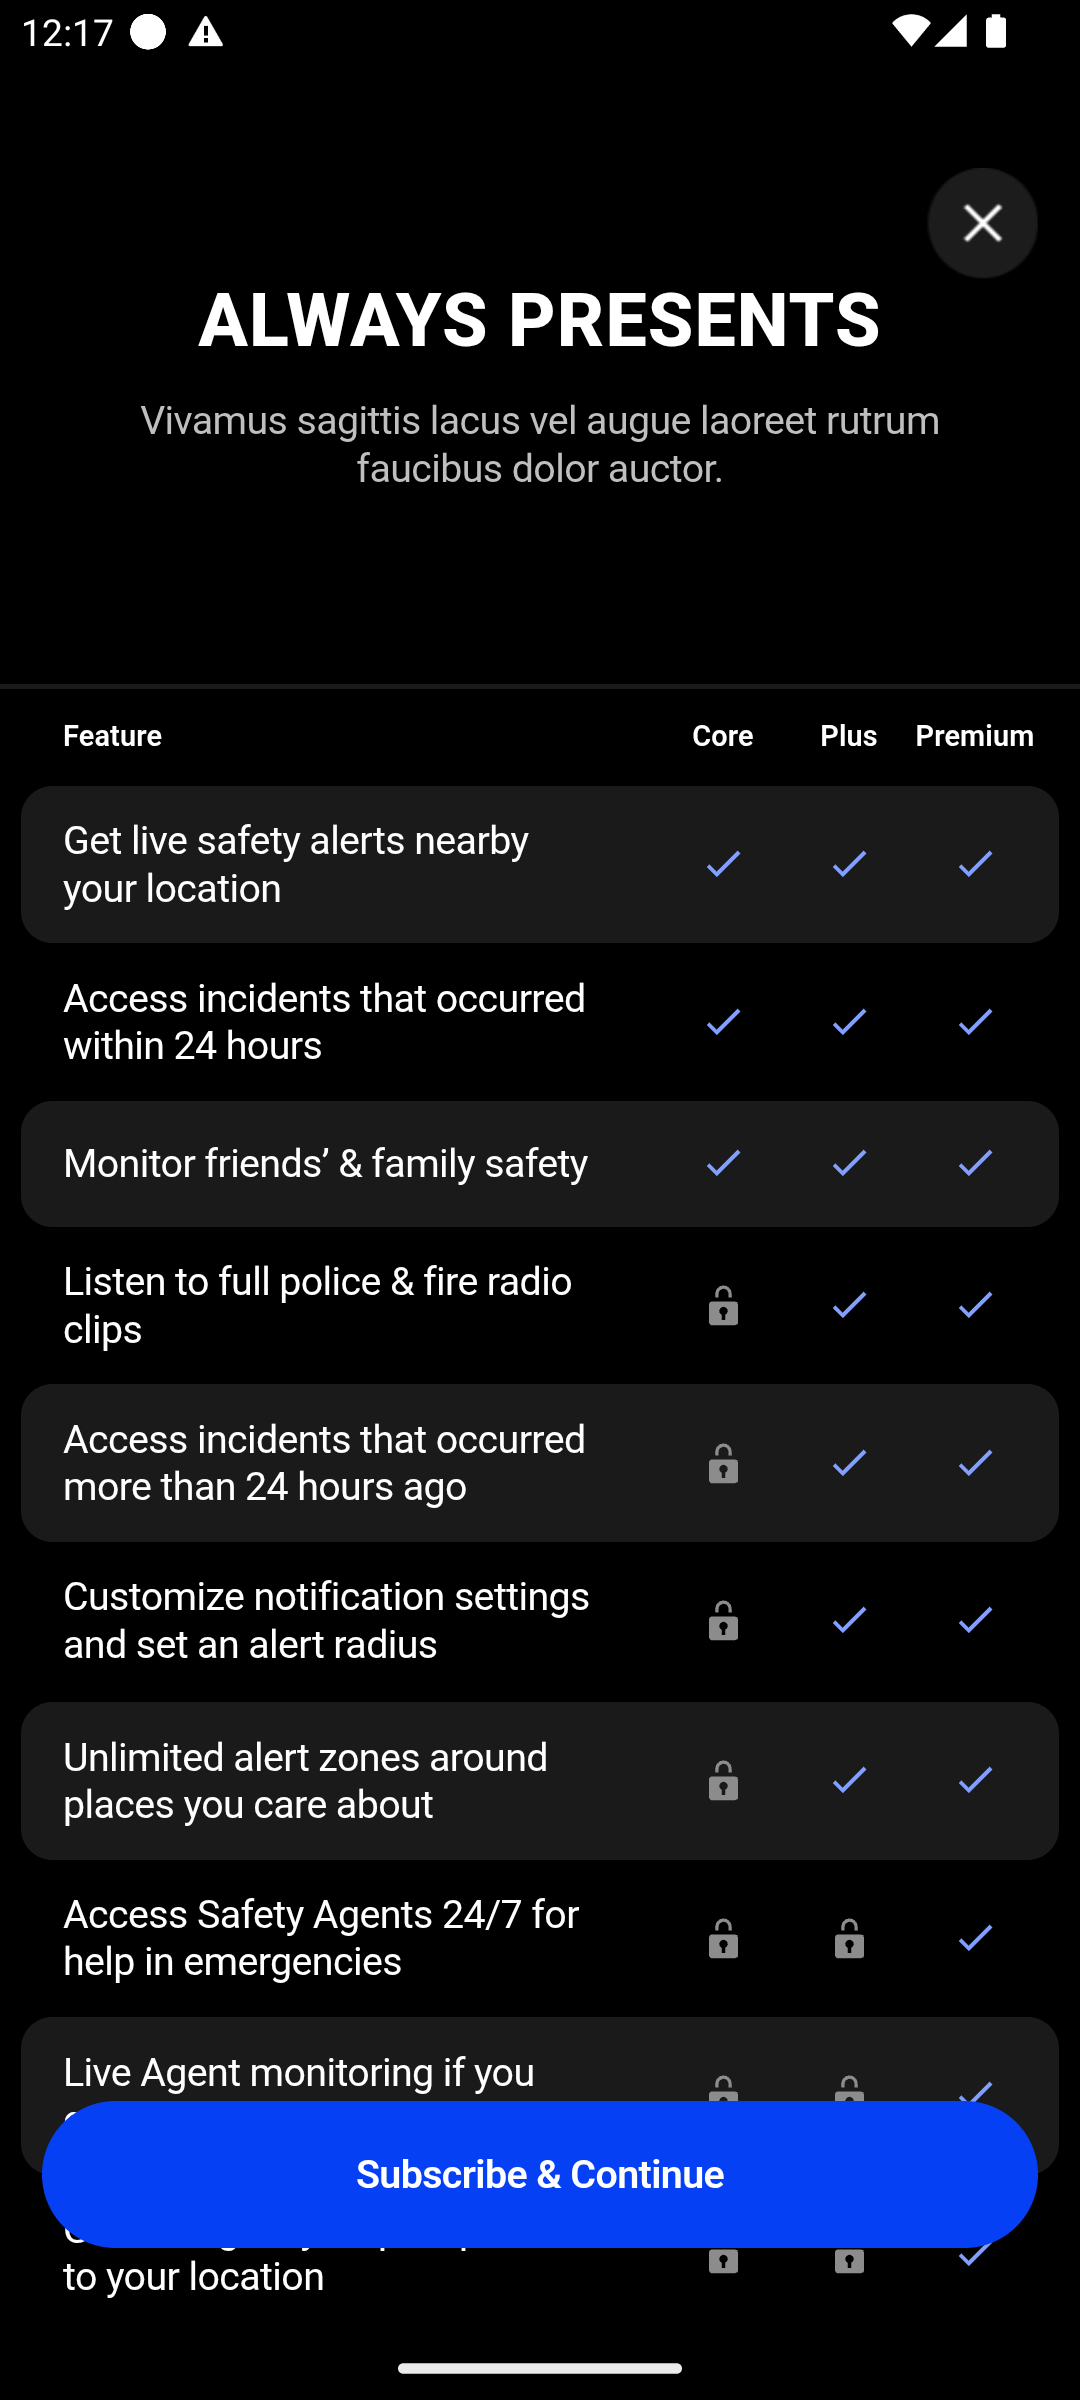 12:17
ALWAYS PRESENTS
Vivamus sagittis lacus vel augue laoreet rutrum
faucibus dolor auctor.
Feature Core Plus Premium
Get live safety alerts nearby
your location
Access incidents that occurred
within 24 hours
Monitor friends’ & family safety
Listen to full police & fire radio
clips
Access incidents that occurred
more than 24 hours ago
Customize notification settings
and set an alert radius
Unlimited alert zones around
places you care about
Access Safety Agents 24/7 for
help in emergencies
Live Agent monitoring if you
Subscribe & Continue
to your location